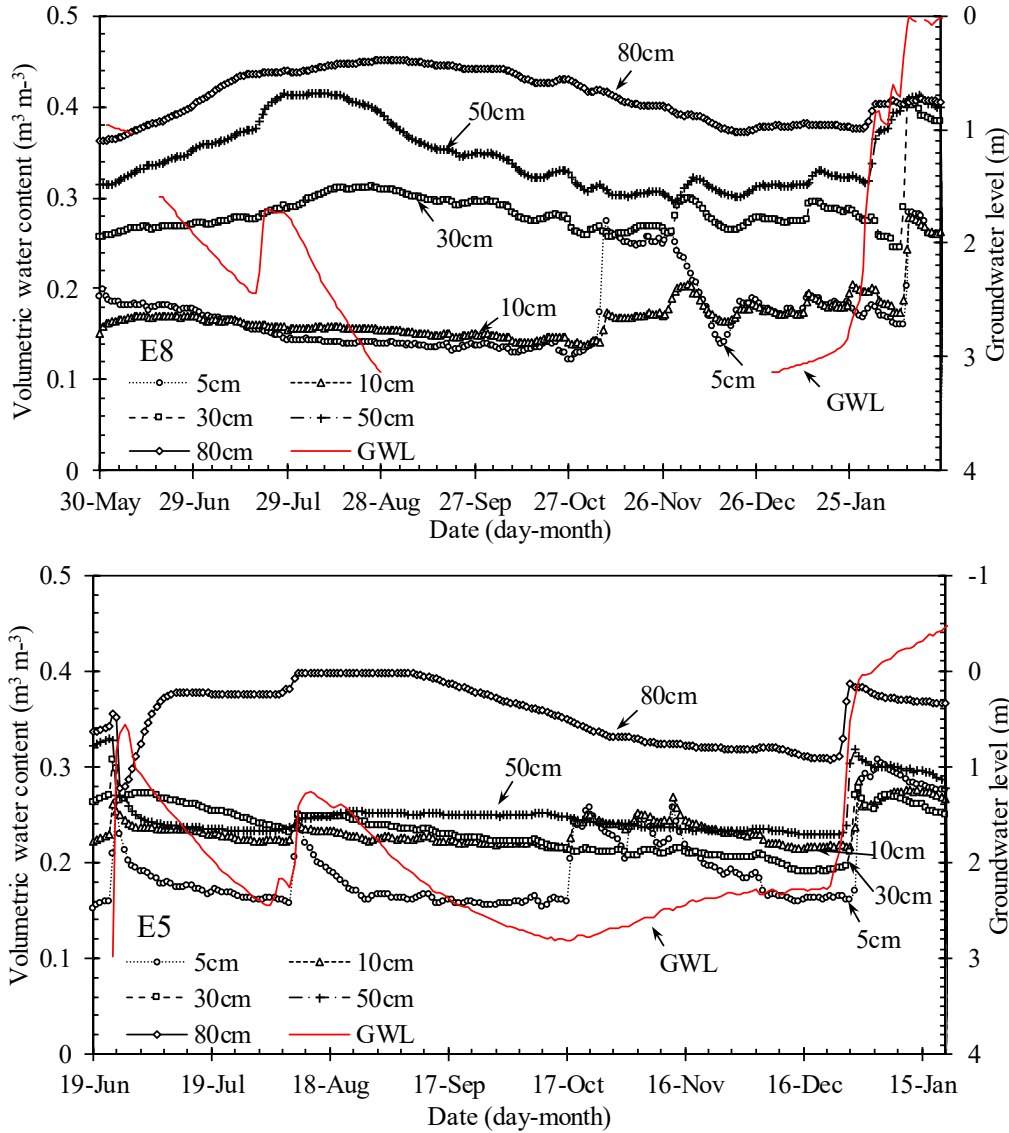 0.5
0.4
0.3
0.2
0.1
0
Volumetric water content (m³ m⁻³)
0
1
2
3
4
Groundwater level (m)
80cm
50cm
30cm
10cm
5cm
GWL
E8
5cm 10cm
30cm 50cm
80cm GWL
30-May 29-Jun 29-Jul 28-Aug 27-Sep 27-Oct 26-Nov 26-Dec 25-Jan
Date (day-month)
0.5
0.4
0.3
0.2
0.1
0
Volumetric water content (m³ m⁻³)
-1
0
1
2
3
4
Groundwater level (m)
80cm
50cm
10cm
30cm
5cm
GWL
E5
5cm 10cm
30cm 50cm
80cm GWL
19-Jun 19-Jul 18-Aug 17-Sep 17-Oct 16-Nov 16-Dec 15-Jan
Date (day-month)